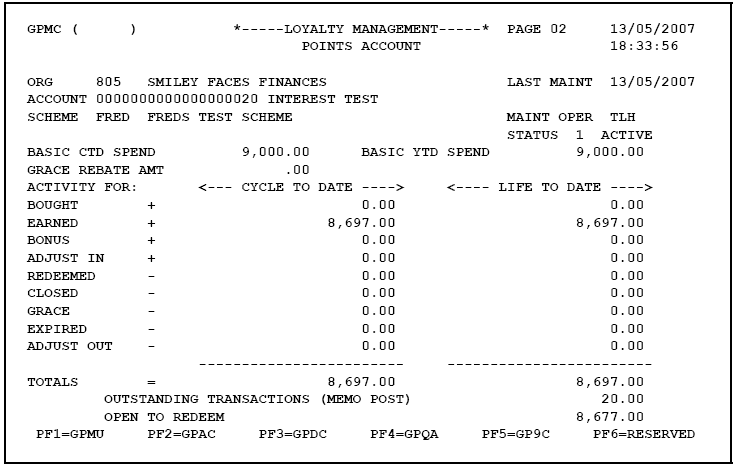 GPMC (       )            *-----LOYALTY MANAGEMENT-----*  PAGE 02     13/05/2007
POINTS ACCOUNT                      18:33:56
ORG     805   SMILEY FACES FINANCES                     LAST MAINT  13/05/2007
ACCOUNT 0000000000000000020 INTEREST TEST
SCHEME  FRED  FREDS TEST SCHEME                         MAINT OPER  TLH
STATUS  1  ACTIVE
BASIC CTD SPEND          9,000.00      BASIC YTD SPEND          9,000.00
GRACE REBATE AMT              .00
ACTIVITY FOR:       <--- CYCLE TO DATE ---->     <---- LIFE TO DATE ---->
BOUGHT        +                        0.00                         0.00
EARNED        +                    8,697.00                     8,697.00
BONUS         +                        0.00                         0.00
ADJUST IN     +                        0.00                         0.00
REDEEMED      -                        0.00                         0.00
CLOSED        -                        0.00                         0.00
GRACE         -                        0.00                         0.00
EXPIRED       -                        0.00                         0.00
ADJUST OUT    -                        0.00                         0.00
------------------------     ------------------------
TOTALS        =                    8,697.00                     8,697.00
OUTSTANDING TRANSACTIONS (MEMO POST)                      20.00
OPEN TO REDEEM                                         8,677.00
PF1=GPMU     PF2=GPAC     PF3=GPDC     PF4=GPQA     PF5=GP9C     PF6=RESERVED